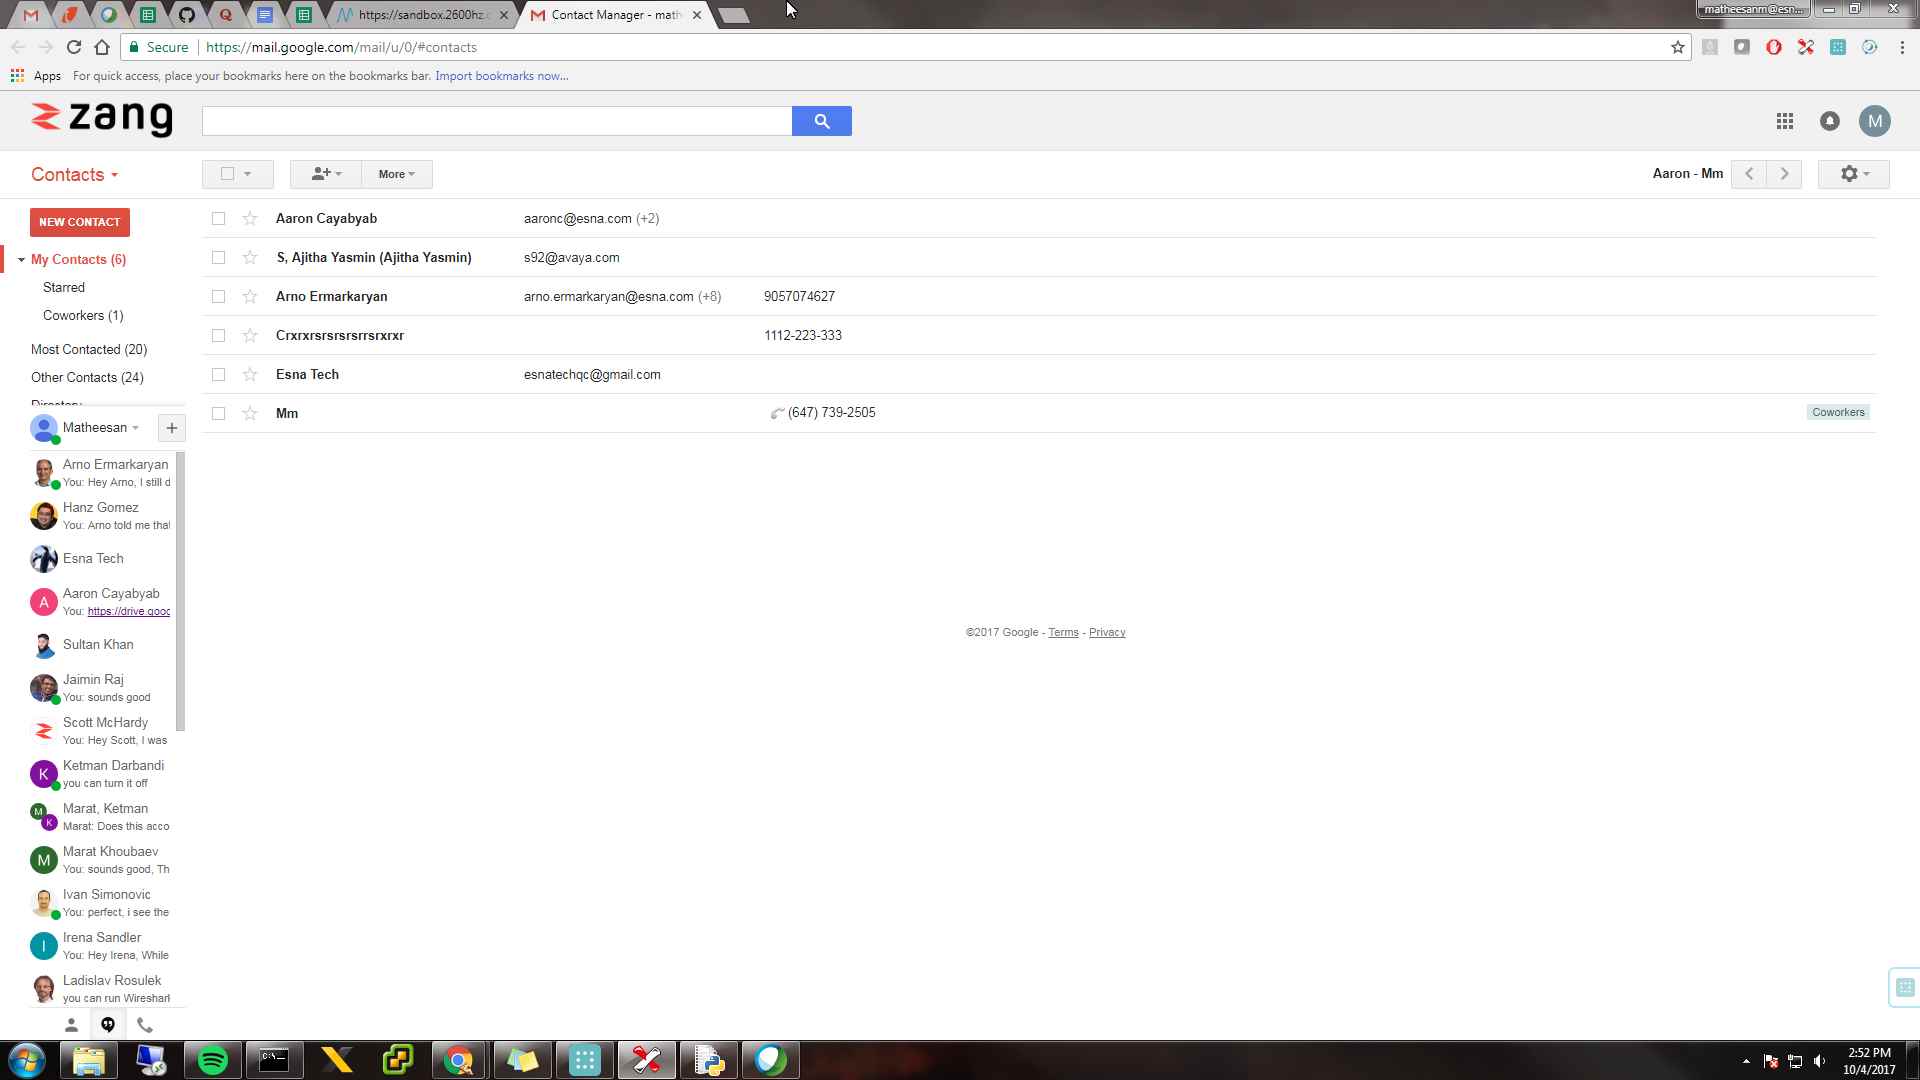 https://sandbox.2600hz.c
Contact Manager - math
matheesanm@esn...
Secure
https://mail.google.com/mail/u/0/#contacts
Apps
For quick access, place your bookmarks here on the bookmarks bar. Import bookmarks now...
zang
M
Contacts
More
Aaron - Mm
NEW CONTACT
My Contacts (6)
Starred
Coworkers (1)
Most Contacted (20)
Other Contacts (24)
Directory
Aaron Cayabyab aaronc@esna.com (+2)
S, Ajitha Yasmin (Ajitha Yasmin) s92@avaya.com
Arno Ermarkaryan arno.ermarkaryan@esna.com (+8) 9057074627
Crxrxrsrsrsrsrrsrxrxr 1112-223-333
Esna Tech esnatechqc@gmail.com
Mm (647) 739-2505 Coworkers
Matheesan
Arno Ermarkaryan
You: Hey Arno, I still d
Hanz Gomez
You: Arno told me that
Esna Tech
A
Aaron Cayabyab
You: https://drive.goog
Sultan Khan
Jaimin Raj
You: sounds good
Scott McHardy
You: Hey Scott, I was
K
Ketman Darbandi
you can turn it off
M
K
Marat, Ketman
Marat: Does this acco
M
Marat Khoubaev
You: sounds good, Th
Ivan Simonovic
You: perfect, i see the
I
Irena Sandler
You: Hey Irena, While
Ladislav Rosulek
you can run Wireshark
©2017 Google - Terms - Privacy
C:\_
2:52 PM
10/4/2017